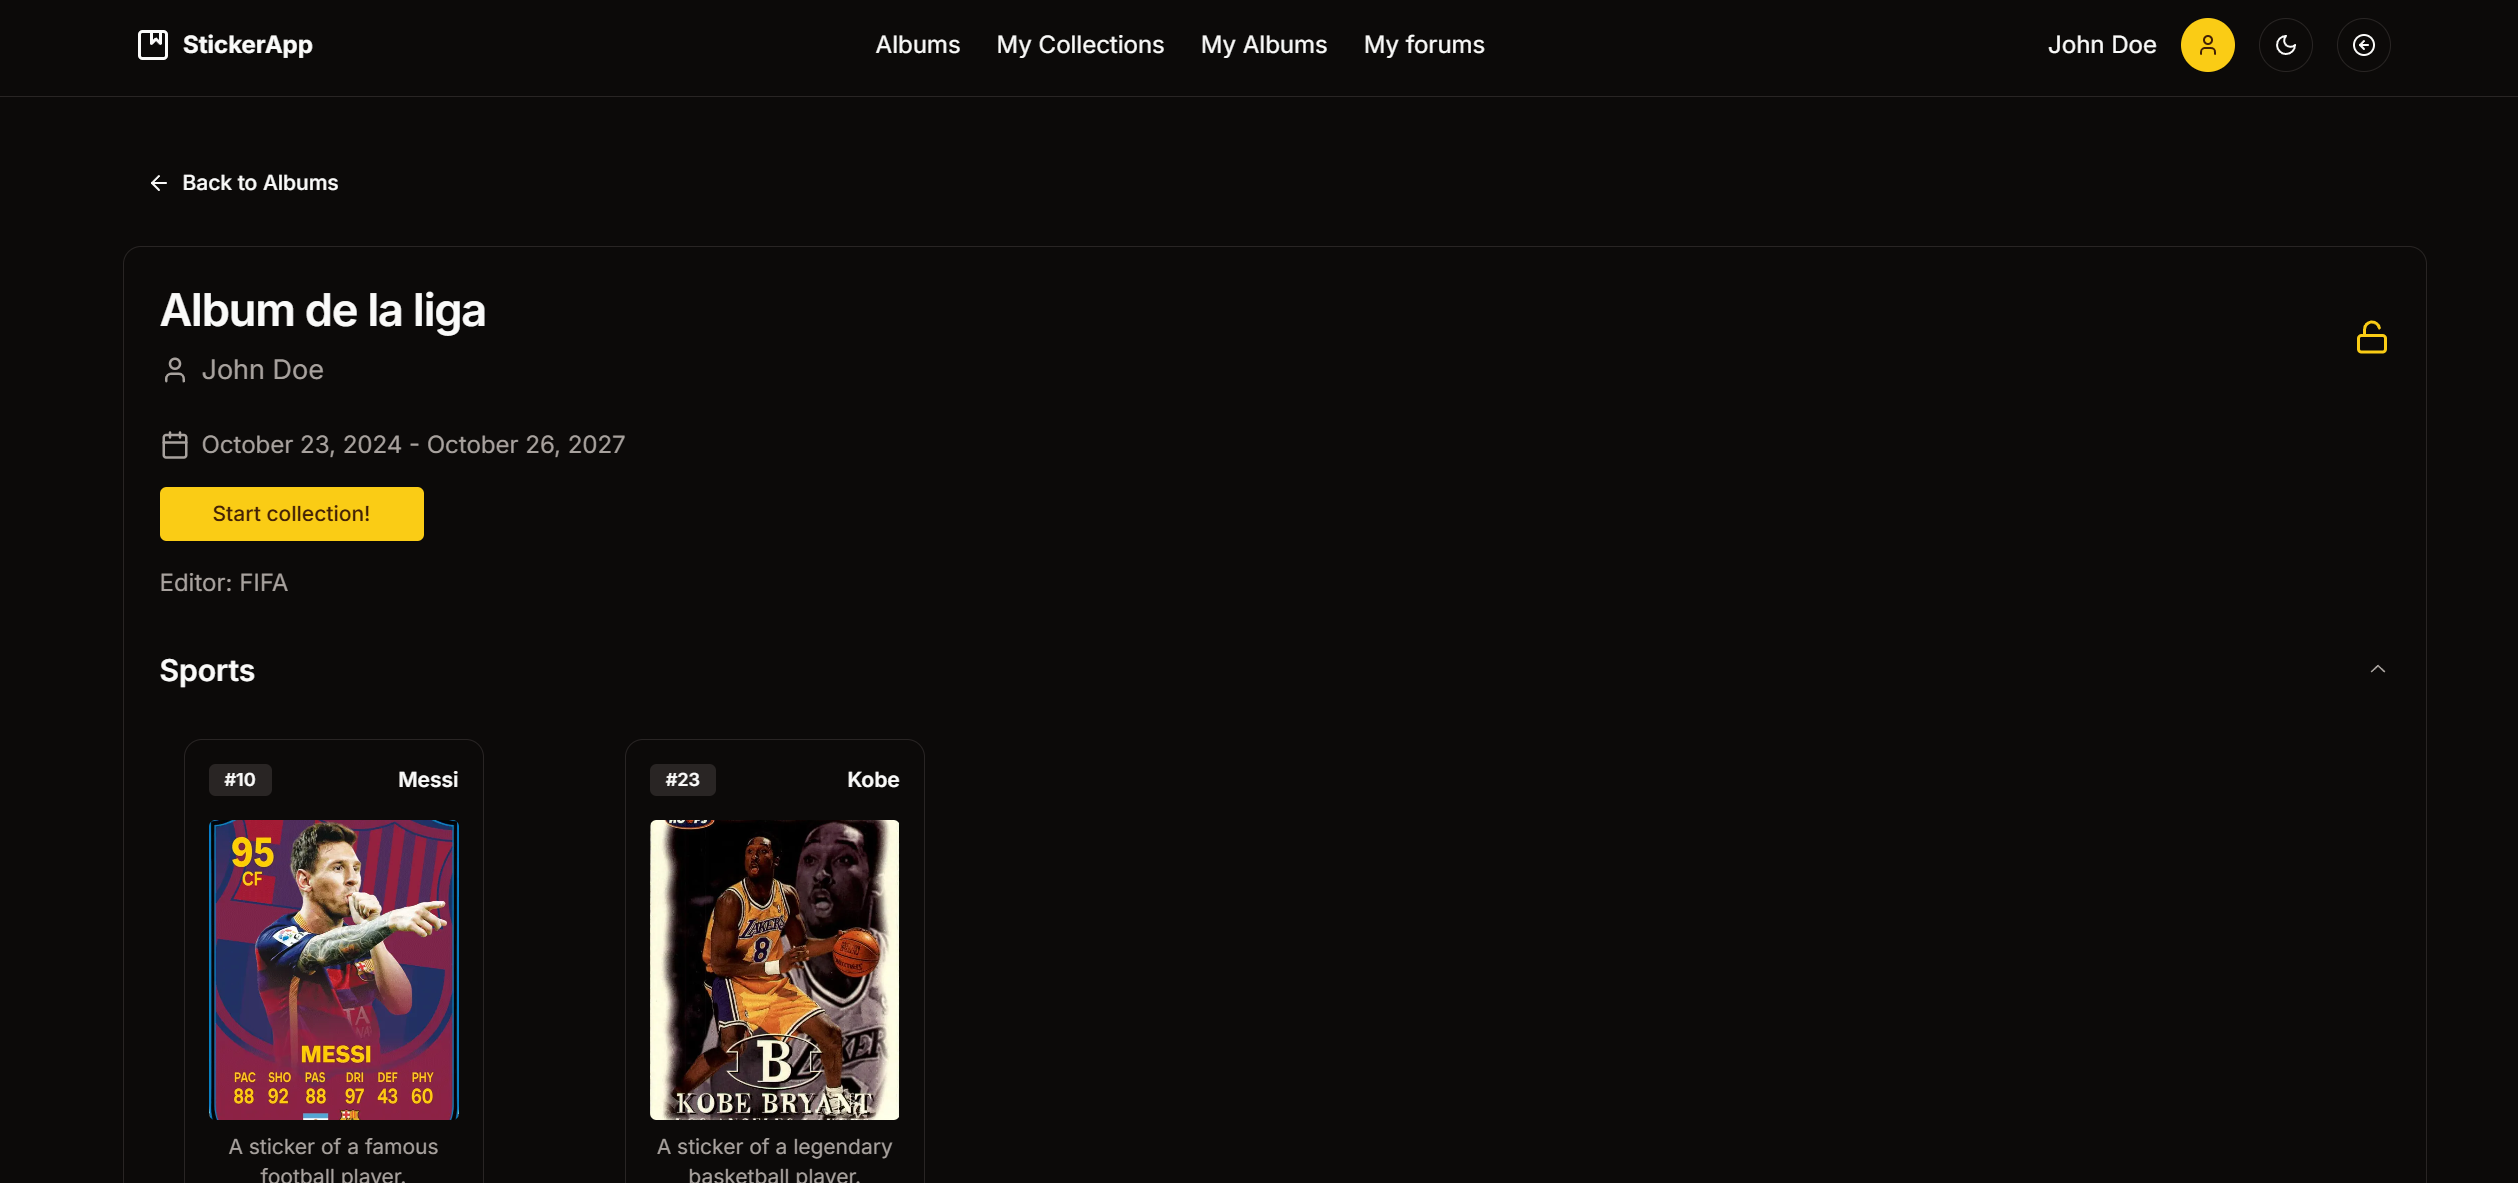 StickerApp
Albums My Collections My Albums My forums
John Doe
Back to Albums
Album de la liga
John Doe
October 23, 2024 - October 26, 2027
Start collection!
Editor: FIFA
Sports
#10 Messi
95
CF
MESSI
PAC SHO PAS DRI DEF PHY
88 92 88 97 43 60
A sticker of a famous
football player.
#23 Kobe
LAKERS
8
B
KOBE BRYANT
A sticker of a legendary
basketball player.